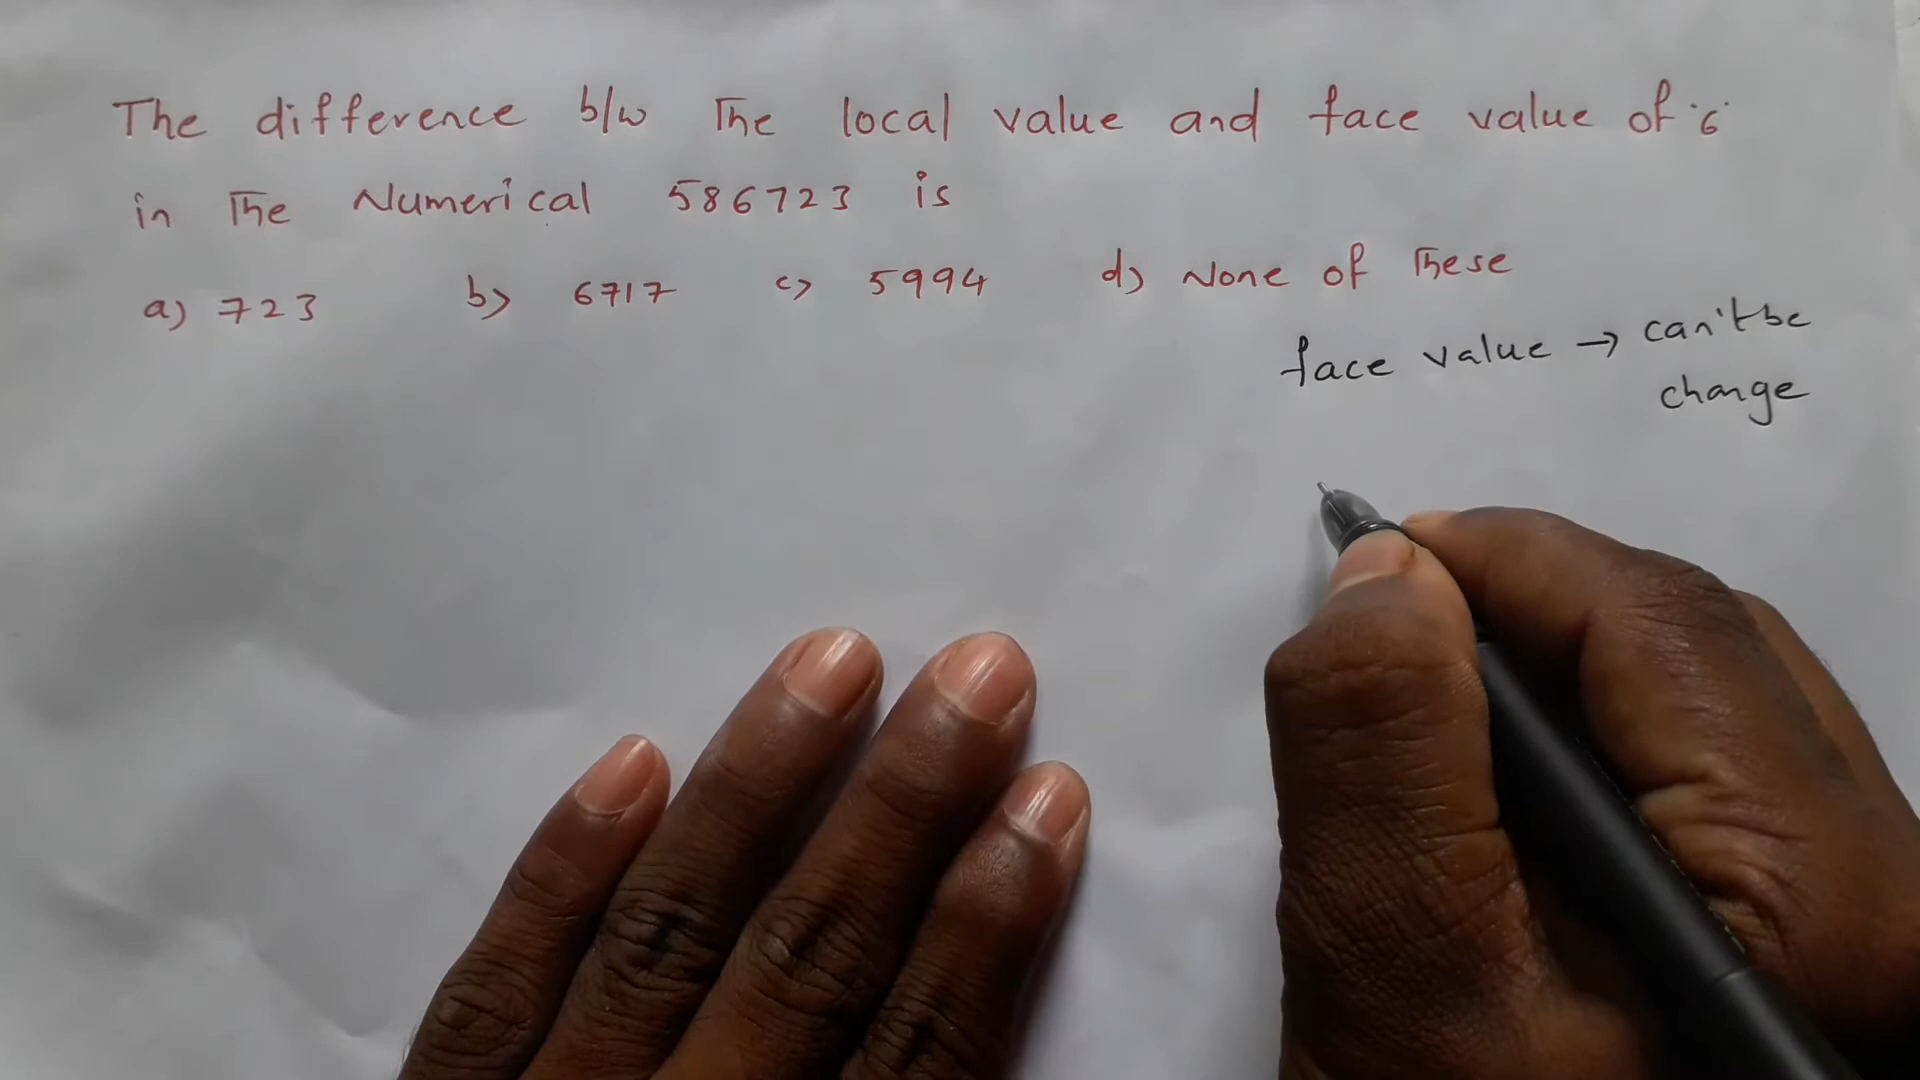 The difference b/w The local value and face value of '6'
in The Numerical 586723 is
a) 723 b) 6717 c) 5994 d) None of These
face value → can't be
change